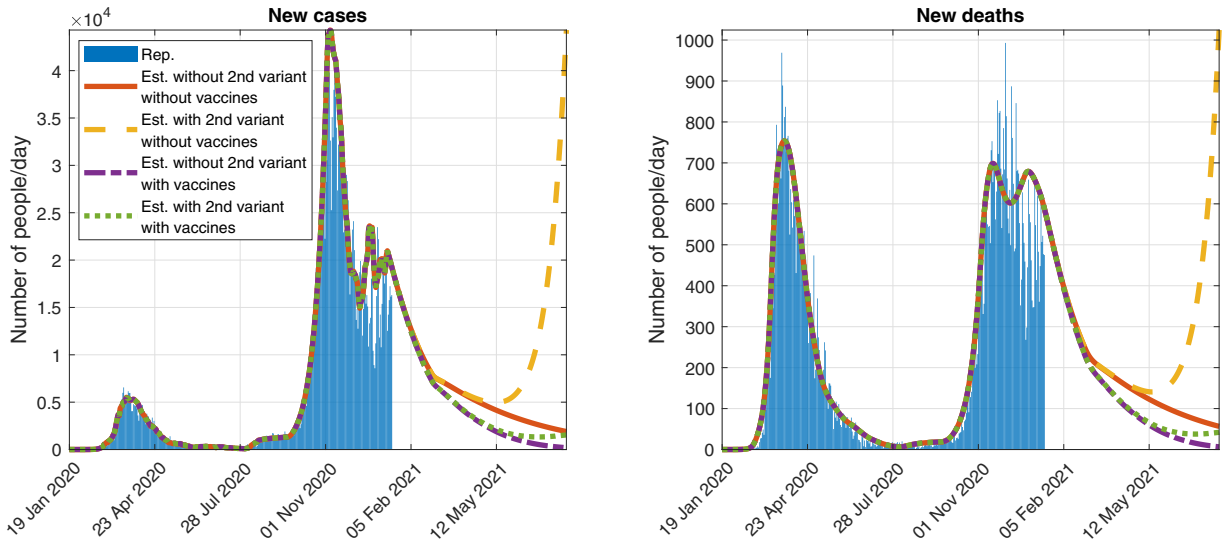 New cases
×10⁴
Number of people/day
4
3.5
3
2.5
2
1.5
1
0.5
0
Rep.
Est. without 2nd variant
without vaccines
Est. with 2nd variant
without vaccines
Est. without 2nd variant
with vaccines
Est. with 2nd variant
with vaccines
19 Jan 2020
23 Apr 2020
28 Jul 2020
01 Nov 2020
05 Feb 2021
12 May 2021
New deaths
Number of people/day
1000
900
800
700
600
500
400
300
200
100
0
19 Jan 2020
23 Apr 2020
28 Jul 2020
01 Nov 2020
05 Feb 2021
12 May 2021